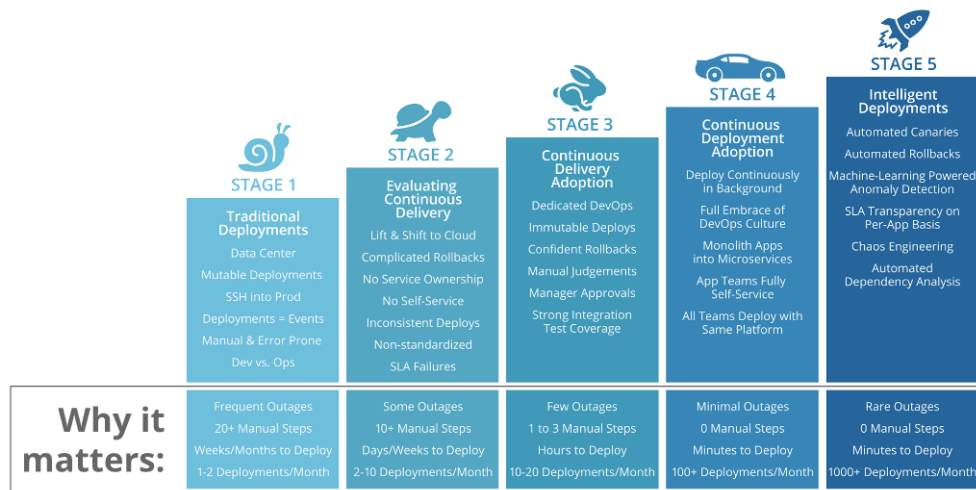 STAGE 1
Traditional
Deployments
Data Center
Mutable Deployments
SSH into Prod
Deployments = Events
Manual & Error Prone
Dev vs. Ops
STAGE 2
Evaluating
Continuous
Delivery
Lift & Shift to Cloud
Complicated Rollbacks
No Service Ownership
No Self-Service
Inconsistent Deploys
Non-standardized
SLA Failures
STAGE 3
Continuous
Delivery
Adoption
Dedicated DevOps
Immutable Deploys
Confident Rollbacks
Manual Judgements
Manager Approvals
Strong Integration
Test Coverage
STAGE 4
Continuous
Deployment
Adoption
Deploy Continuously
in Background
Full Embrace of
DevOps Culture
Monolith Apps
into Microservices
App Teams Fully
Self-Service
All Teams Deploy with
Same Platform
STAGE 5
Intelligent
Deployments
Automated Canaries
Automated Rollbacks
Machine-Learning Powered
Anomaly Detection
SLA Transparency on
Per-App Basis
Chaos Engineering
Automated
Dependency Analysis
Why it
matters:
Frequent Outages
20+ Manual Steps
Weeks/Months to Deploy
1-2 Deployments/Month
Some Outages
10+ Manual Steps
Days/Weeks to Deploy
2-10 Deployments/Month
Few Outages
1 to 3 Manual Steps
Hours to Deploy
10-20 Deployments/Month
Minimal Outages
0 Manual Steps
Minutes to Deploy
100+ Deployments/Month
Rare Outages
0 Manual Steps
Minutes to Deploy
1000+ Deployments/Month